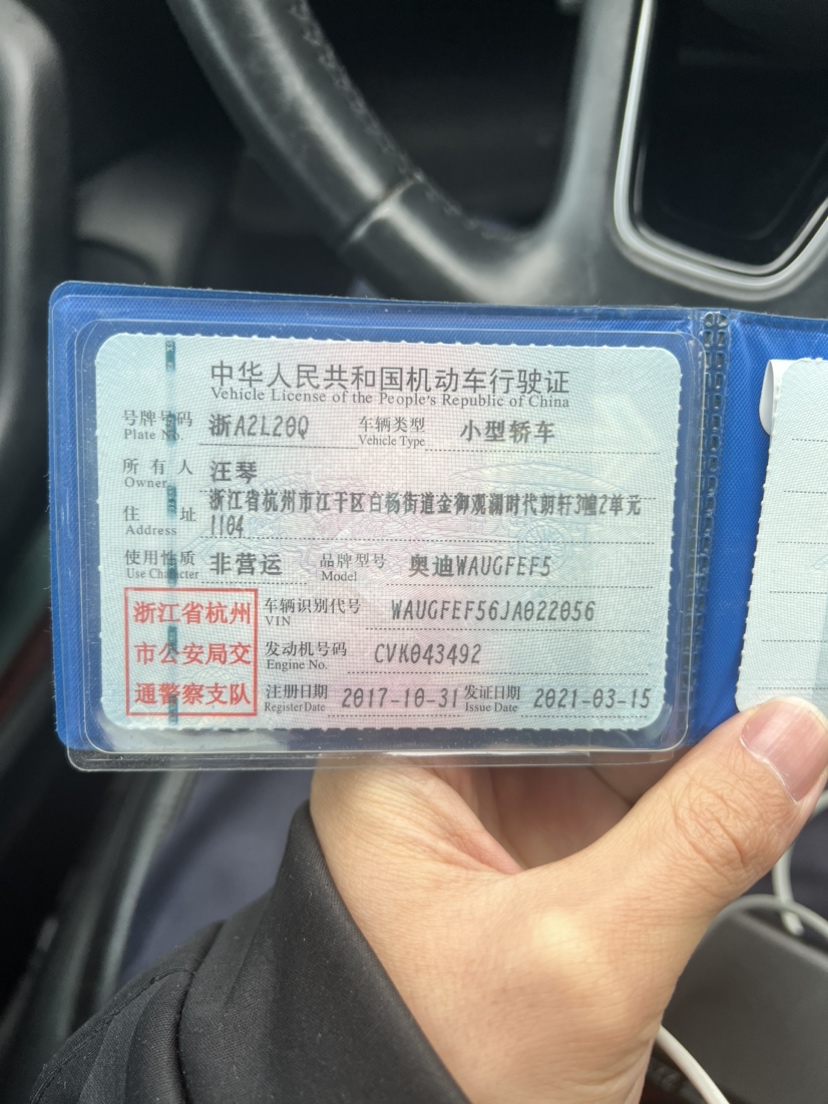 中华人民共和国机动车行驶证
Vehicle License of the People's Republic of China
号牌号码 浙A2L20Q 车辆类型 小型轿车
Plate No. Vehicle Type
所有人 汪琴
Owner
住址 浙江省杭州市江干区白杨街道金御观澜时代朗轩3幢2单元
Address 1104
使用性质 非营运 品牌型号 奥迪WAUGFEF5
Use Character Model
浙江省杭州 车辆识别代号 WAUGFEF56JA022056
VIN
市公安局交 发动机号码 CVK043492
Engine No.
通警察支队 注册日期 2017-10-31 发证日期 2021-03-15
Register Date Issue Date